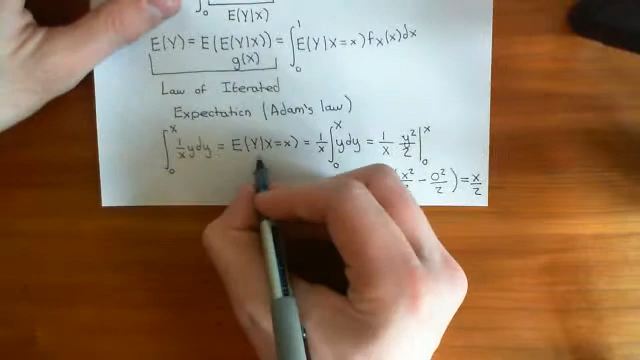 ∫₀
E(Y|X)
E(Y) = E(E(Y|X)) = ∫₀¹ E(Y|X=x) f_X(x) dx
g(X)
Law of Iterated
Expectation (Adam's law)
∫₀ˣ 1/x y dy = E(Y|X=x) = 1/x ∫₀ˣ y dy = 1/x y²/2 |₀ˣ
(x²/2 - 0²/2) = x/2